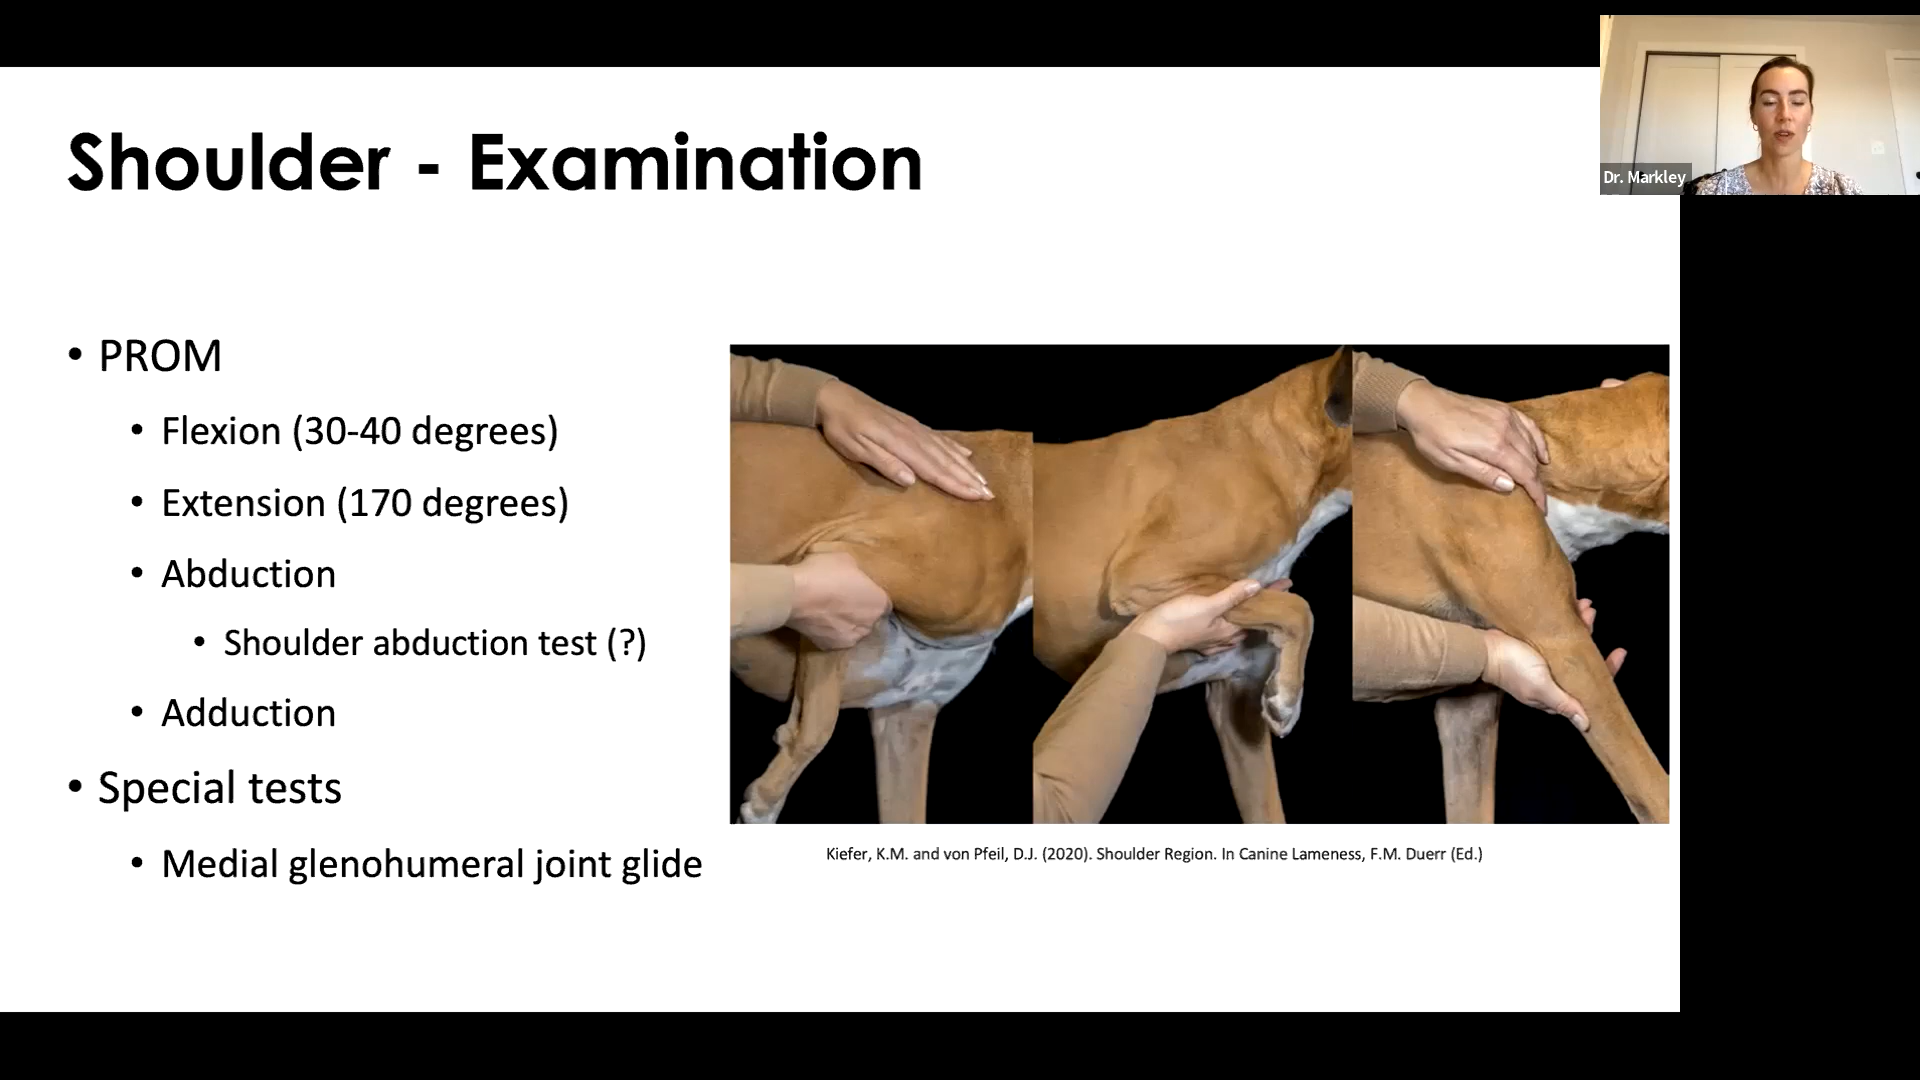 Shoulder - Examination
Dr. Markley
• PROM
• Flexion (30-40 degrees)
• Extension (170 degrees)
• Abduction
• Shoulder abduction test (?)
• Adduction
• Special tests
• Medial glenohumeral joint glide
Kiefer, K.M. and von Pfeil, D.J. (2020). Shoulder Region. In Canine Lameness, F.M. Duerr (Ed.)